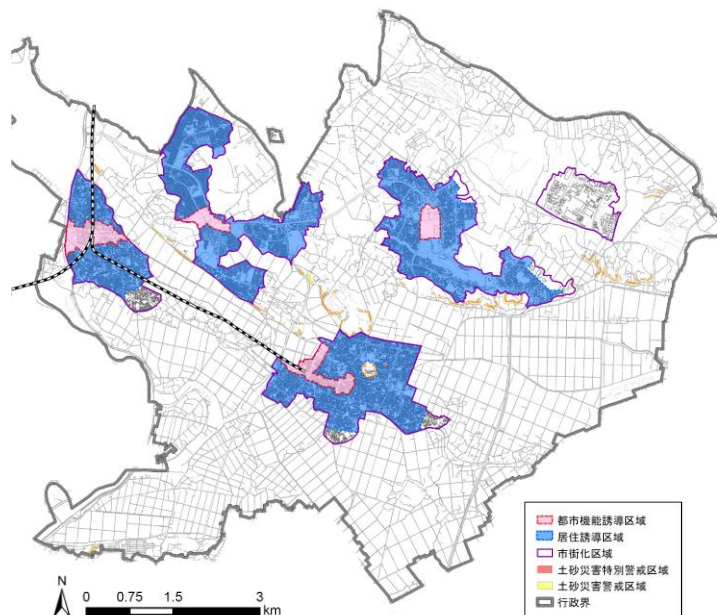 都市機能誘導区域
居住誘導区域
市街化区域
土砂災害特別警戒区域
土砂災害警戒区域
行政界
N
0 0.75 1.5 3
km